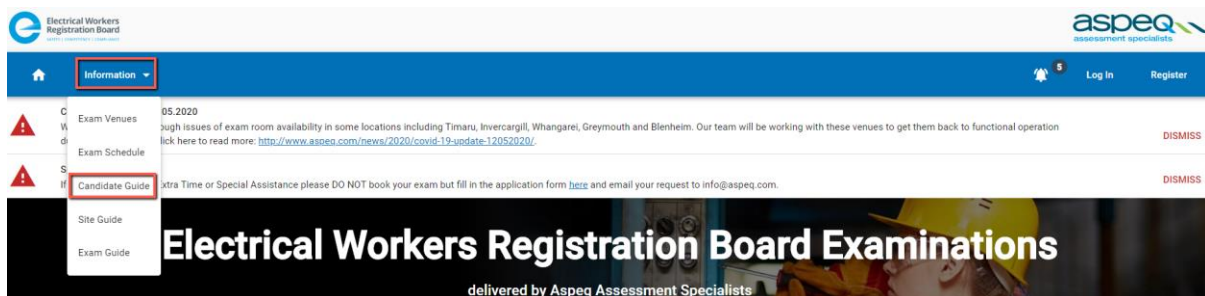 Electrical Workers
Registration Board
SAFETY | COMPETENCY | COMPLIANCE
aspeq
assessment specialists
Information
5
Log In
Register
Exam Venues
Exam Schedule
Candidate Guide
Site Guide
Exam Guide
C 05.2020
W ough issues of exam room availability in some locations including Timaru, Invercargill, Whangarei, Greymouth and Blenheim. Our team will be working with these venues to get them back to functional operation
d lick here to read more: http://www.aspeq.com/news/2020/covid-19-update-12052020/.
DISMISS
S
If xtra Time or Special Assistance please DO NOT book your exam but fill in the application form here and email your request to info@aspeq.com.
DISMISS
Electrical Workers Registration Board Examinations
delivered by Aspeq Assessment Specialists